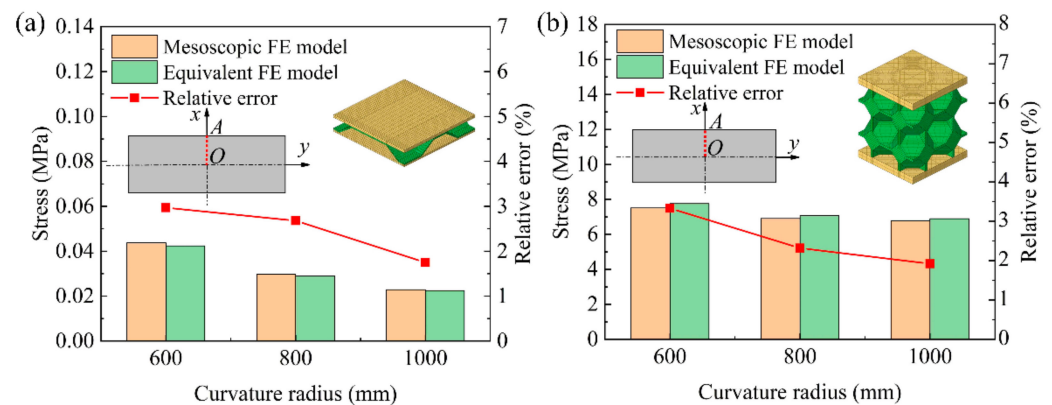 (a)
Stress (MPa)
0.14
0.12
0.10
0.08
0.06
0.04
0.02
0.00
Mesoscopic FE model
Equivalent FE model
Relative error
x
A
O
y
600
800
1000
Curvature radius (mm)
7
6
5
4
3
2
1
0
Relative error (%)
(b)
Stress (MPa)
18
16
14
12
10
8
6
4
2
0
Mesoscopic FE model
Equivalent FE model
Relative error
x
A
O
y
600
800
1000
Curvature radius (mm)
8
7
6
5
4
3
2
1
0
Relative error (%)